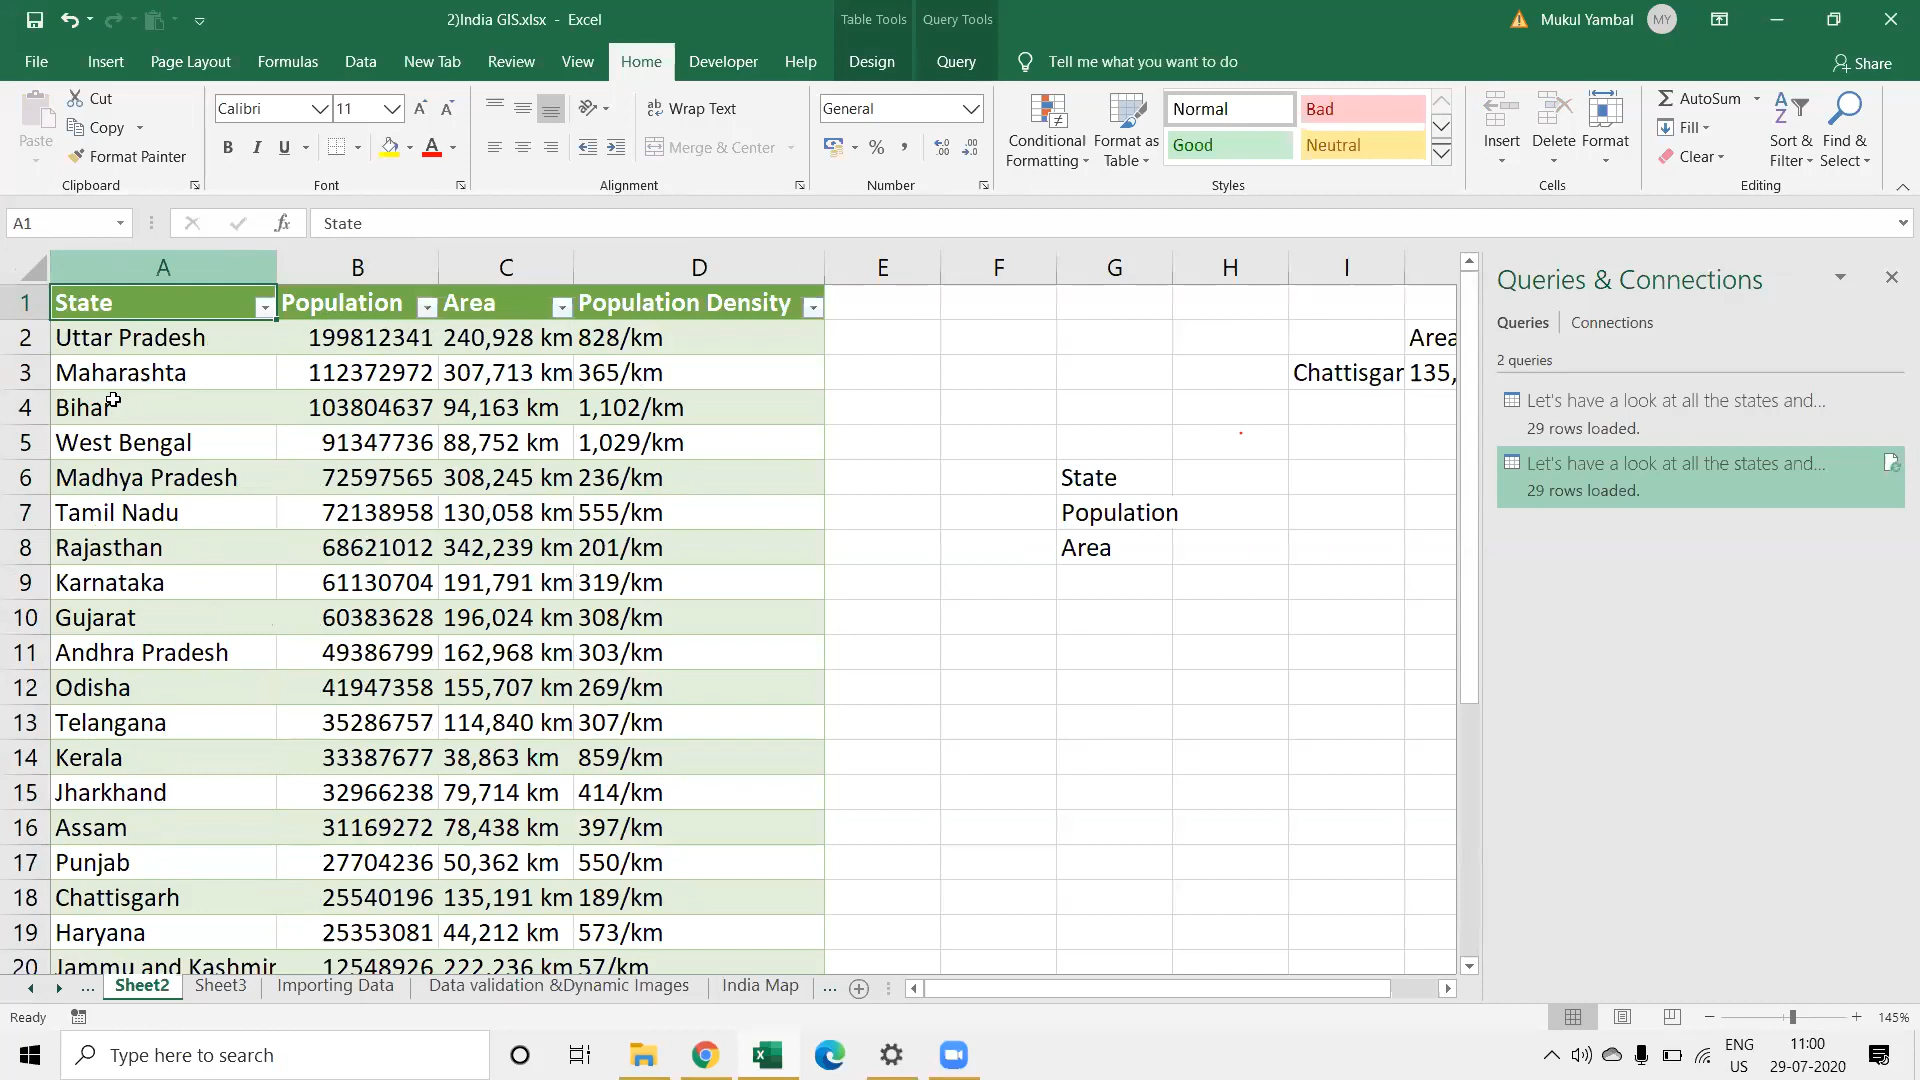 2)India GIS.xlsx - Excel
Table Tools
Query Tools
Mukul Yambal
MY
File
Insert
Page Layout
Formulas
Data
New Tab
Review
View
Home
Developer
Help
Design
Query
Tell me what you want to do
Share
Paste
Cut
Copy
Format Painter
Clipboard
Calibri
11
B I U
Font
Wrap Text
Merge & Center
Alignment
General
Number
Conditional Formatting
Format as Table
Normal
Bad
Good
Neutral
Styles
Insert
Delete
Format
Cells
AutoSum
Fill
Clear
Sort & Filter
Find & Select
Editing
A1
fx
State
A B C D E F G H I
1 State Population Area Population Density
2 Uttar Pradesh 199812341 240,928 km 828/km Area
3 Maharashta 112372972 307,713 km 365/km Chattisgar 135,
4 Bihar 103804637 94,163 km 1,102/km
5 West Bengal 91347736 88,752 km 1,029/km
6 Madhya Pradesh 72597565 308,245 km 236/km State
7 Tamil Nadu 72138958 130,058 km 555/km Population
8 Rajasthan 68621012 342,239 km 201/km Area
9 Karnataka 61130704 191,791 km 319/km
10 Gujarat 60383628 196,024 km 308/km
11 Andhra Pradesh 49386799 162,968 km 303/km
12 Odisha 41947358 155,707 km 269/km
13 Telangana 35286757 114,840 km 307/km
14 Kerala 33387677 38,863 km 859/km
15 Jharkhand 32966238 79,714 km 414/km
16 Assam 31169272 78,438 km 397/km
17 Punjab 27704236 50,362 km 550/km
18 Chattisgarh 25540196 135,191 km 189/km
19 Haryana 25353081 44,212 km 573/km
20 Jammu and Kashmir 12548926 222,236 km 57/km
Queries & Connections
Queries
Connections
2 queries
Let's have a look at all the states and...
29 rows loaded.
Let's have a look at all the states and...
29 rows loaded.
...
Sheet2
Sheet3
Importing Data
Data validation &Dynamic Images
India Map
...
Ready
145%
Type here to search
ENG
US
11:00
29-07-2020